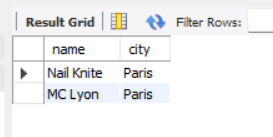 Result Grid Filter Rows:
name city
Nail Knite Paris
MC Lyon Paris